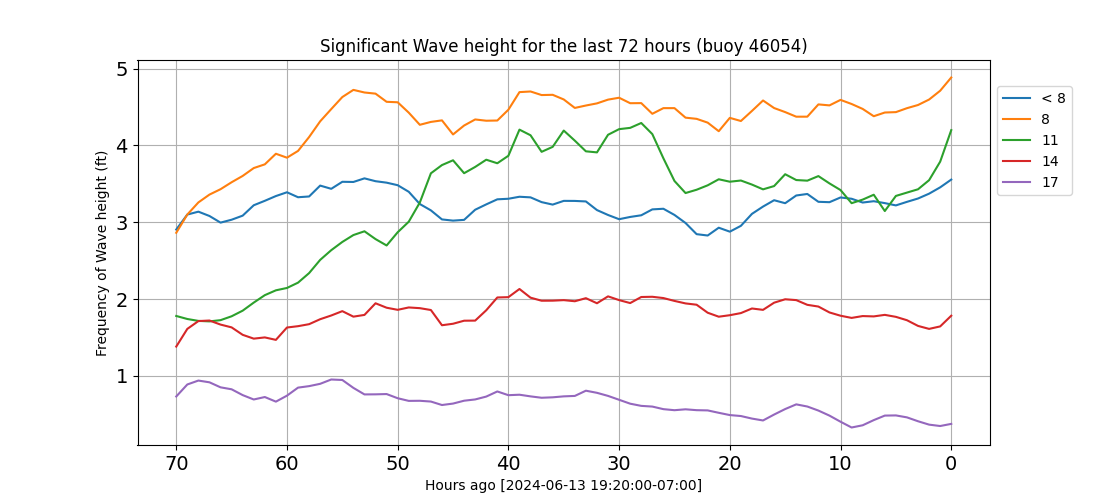 Significant Wave height for the last 72 hours (buoy 46054)
Frequency of Wave height (ft)
5
4
3
2
1
70 60 50 40 30 20 10 0
Hours ago [2024-06-13 19:20:00-07:00]
< 8
8
11
14
17